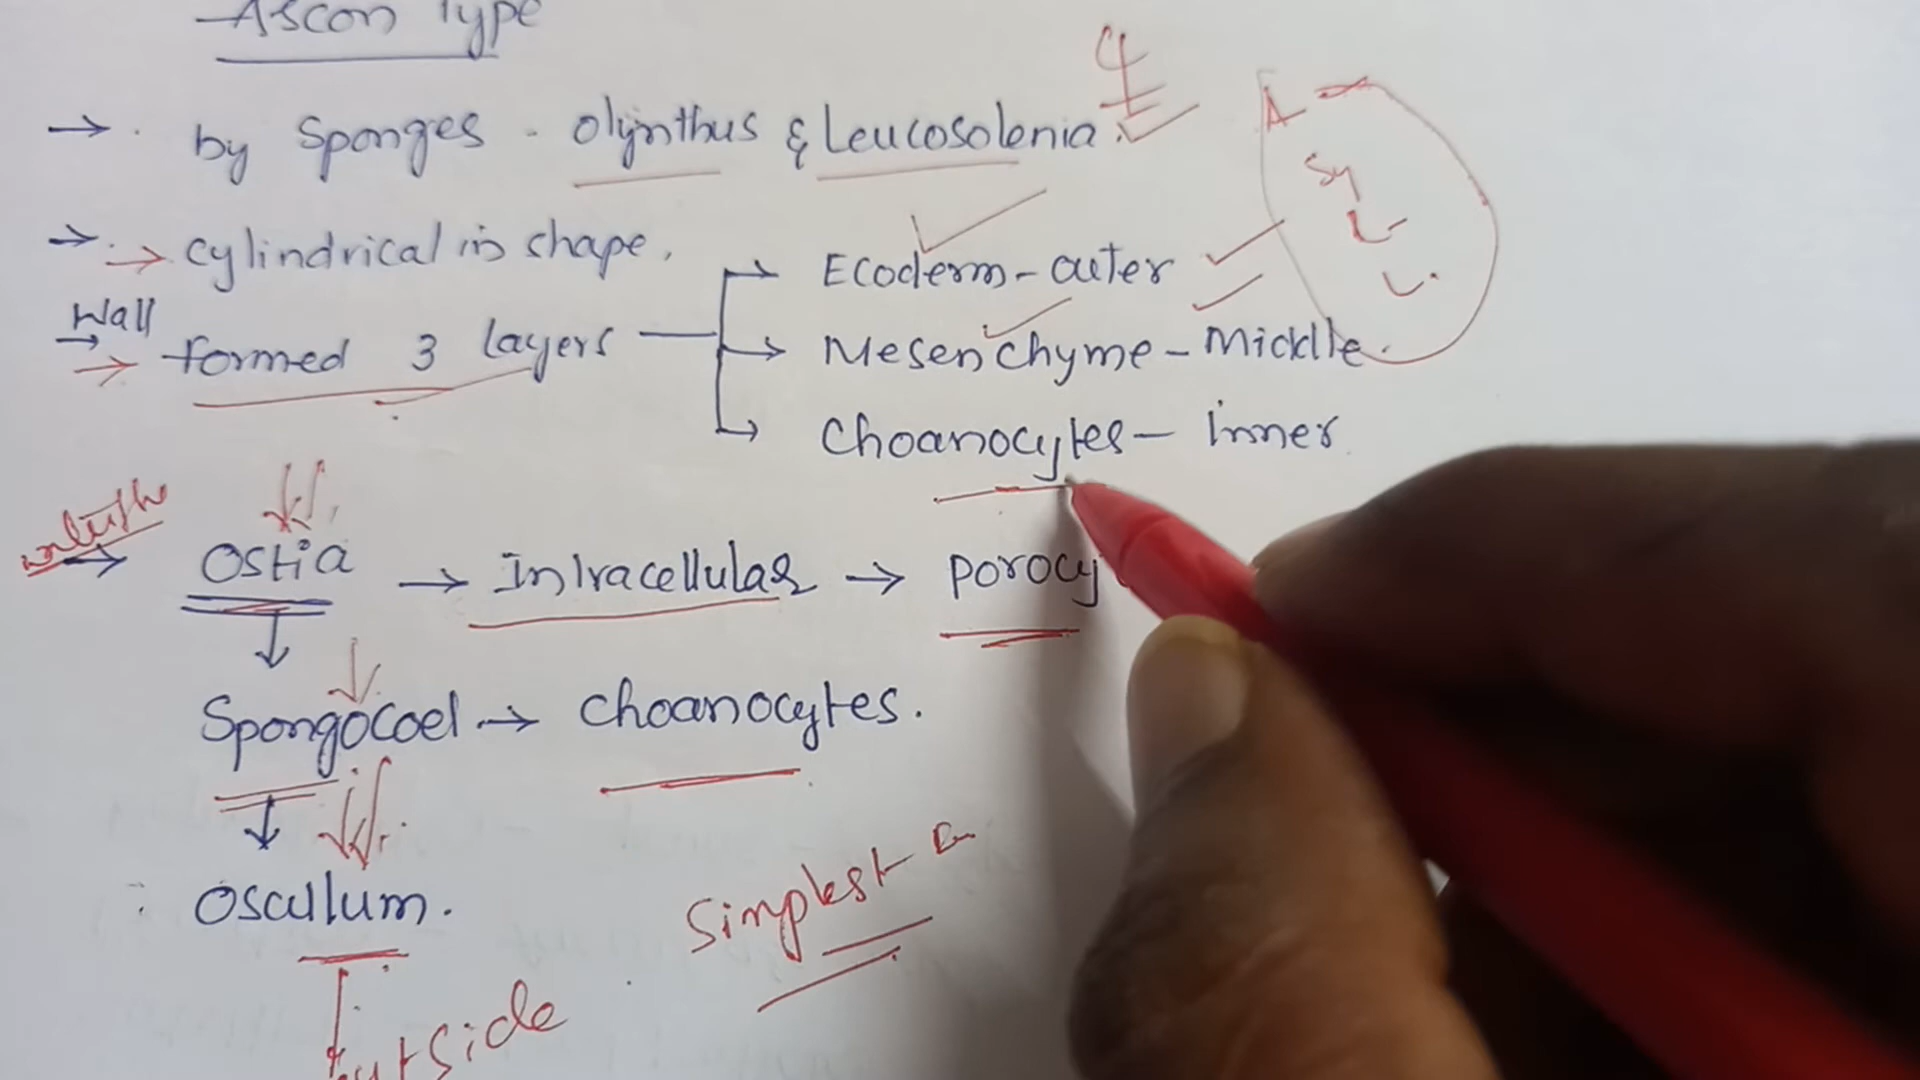 Ascon Type
→ by Sponges - Olynthus & Leucosolenia.
→ cylindrical in shape.
Wall
→ formed 3 layers
→ Ecoderm - outer
→ Mesenchyme - Middle.
→ Choanocytes - inner
A
Sy
L
Ostia → Intracellular → porocy
↓
Spongocoel → choanocytes.
↓
Osculum.
Simplest
outside